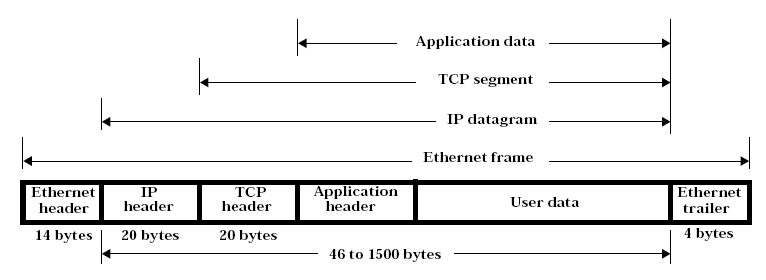 Application data
TCP segment
IP datagram
Ethernet frame
Ethernet header
IP header
TCP header
Application header
User data
Ethernet trailer
14 bytes
20 bytes
20 bytes
4 bytes
46 to 1500 bytes